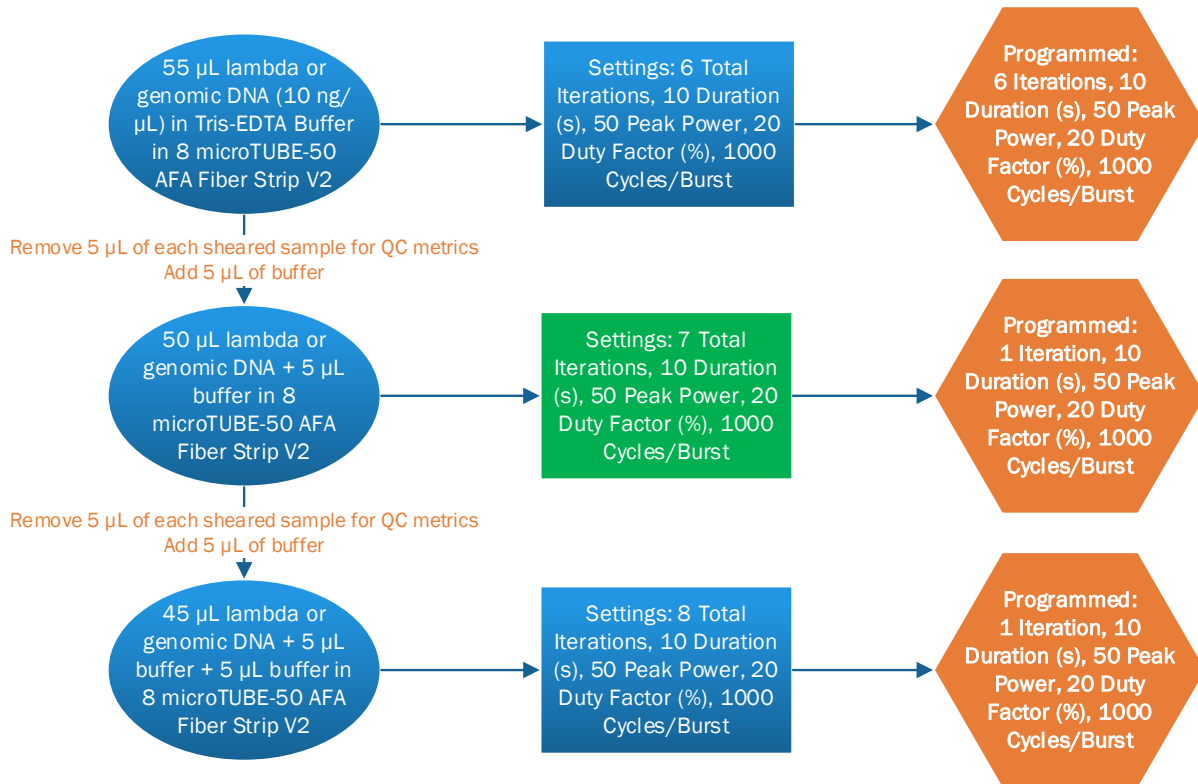 55 µL lambda or
genomic DNA (10 ng/
µL) in Tris-EDTA Buffer
in 8 microTUBE-50
AFA Fiber Strip V2
Settings: 6 Total
Iterations, 10 Duration
(s), 50 Peak Power, 20
Duty Factor (%), 1000
Cycles/Burst
Programmed:
6 Iterations, 10
Duration (s), 50 Peak
Power, 20 Duty
Factor (%), 1000
Cycles/Burst
Remove 5 µL of each sheared sample for QC metrics
Add 5 µL of buffer
50 µL lambda or
genomic DNA + 5 µL
buffer in 8
microTUBE-50 AFA
Fiber Strip V2
Settings: 7 Total
Iterations, 10 Duration
(s), 50 Peak Power, 20
Duty Factor (%), 1000
Cycles/Burst
Programmed:
1 Iteration, 10
Duration (s), 50 Peak
Power, 20 Duty
Factor (%), 1000
Cycles/Burst
Remove 5 µL of each sheared sample for QC metrics
Add 5 µL of buffer
45 µL lambda or
genomic DNA + 5 µL
buffer + 5 µL buffer in
8 microTUBE-50 AFA
Fiber Strip V2
Settings: 8 Total
Iterations, 10 Duration
(s), 50 Peak Power, 20
Duty Factor (%), 1000
Cycles/Burst
Programmed:
1 Iteration, 10
Duration (s), 50 Peak
Power, 20 Duty
Factor (%), 1000
Cycles/Burst